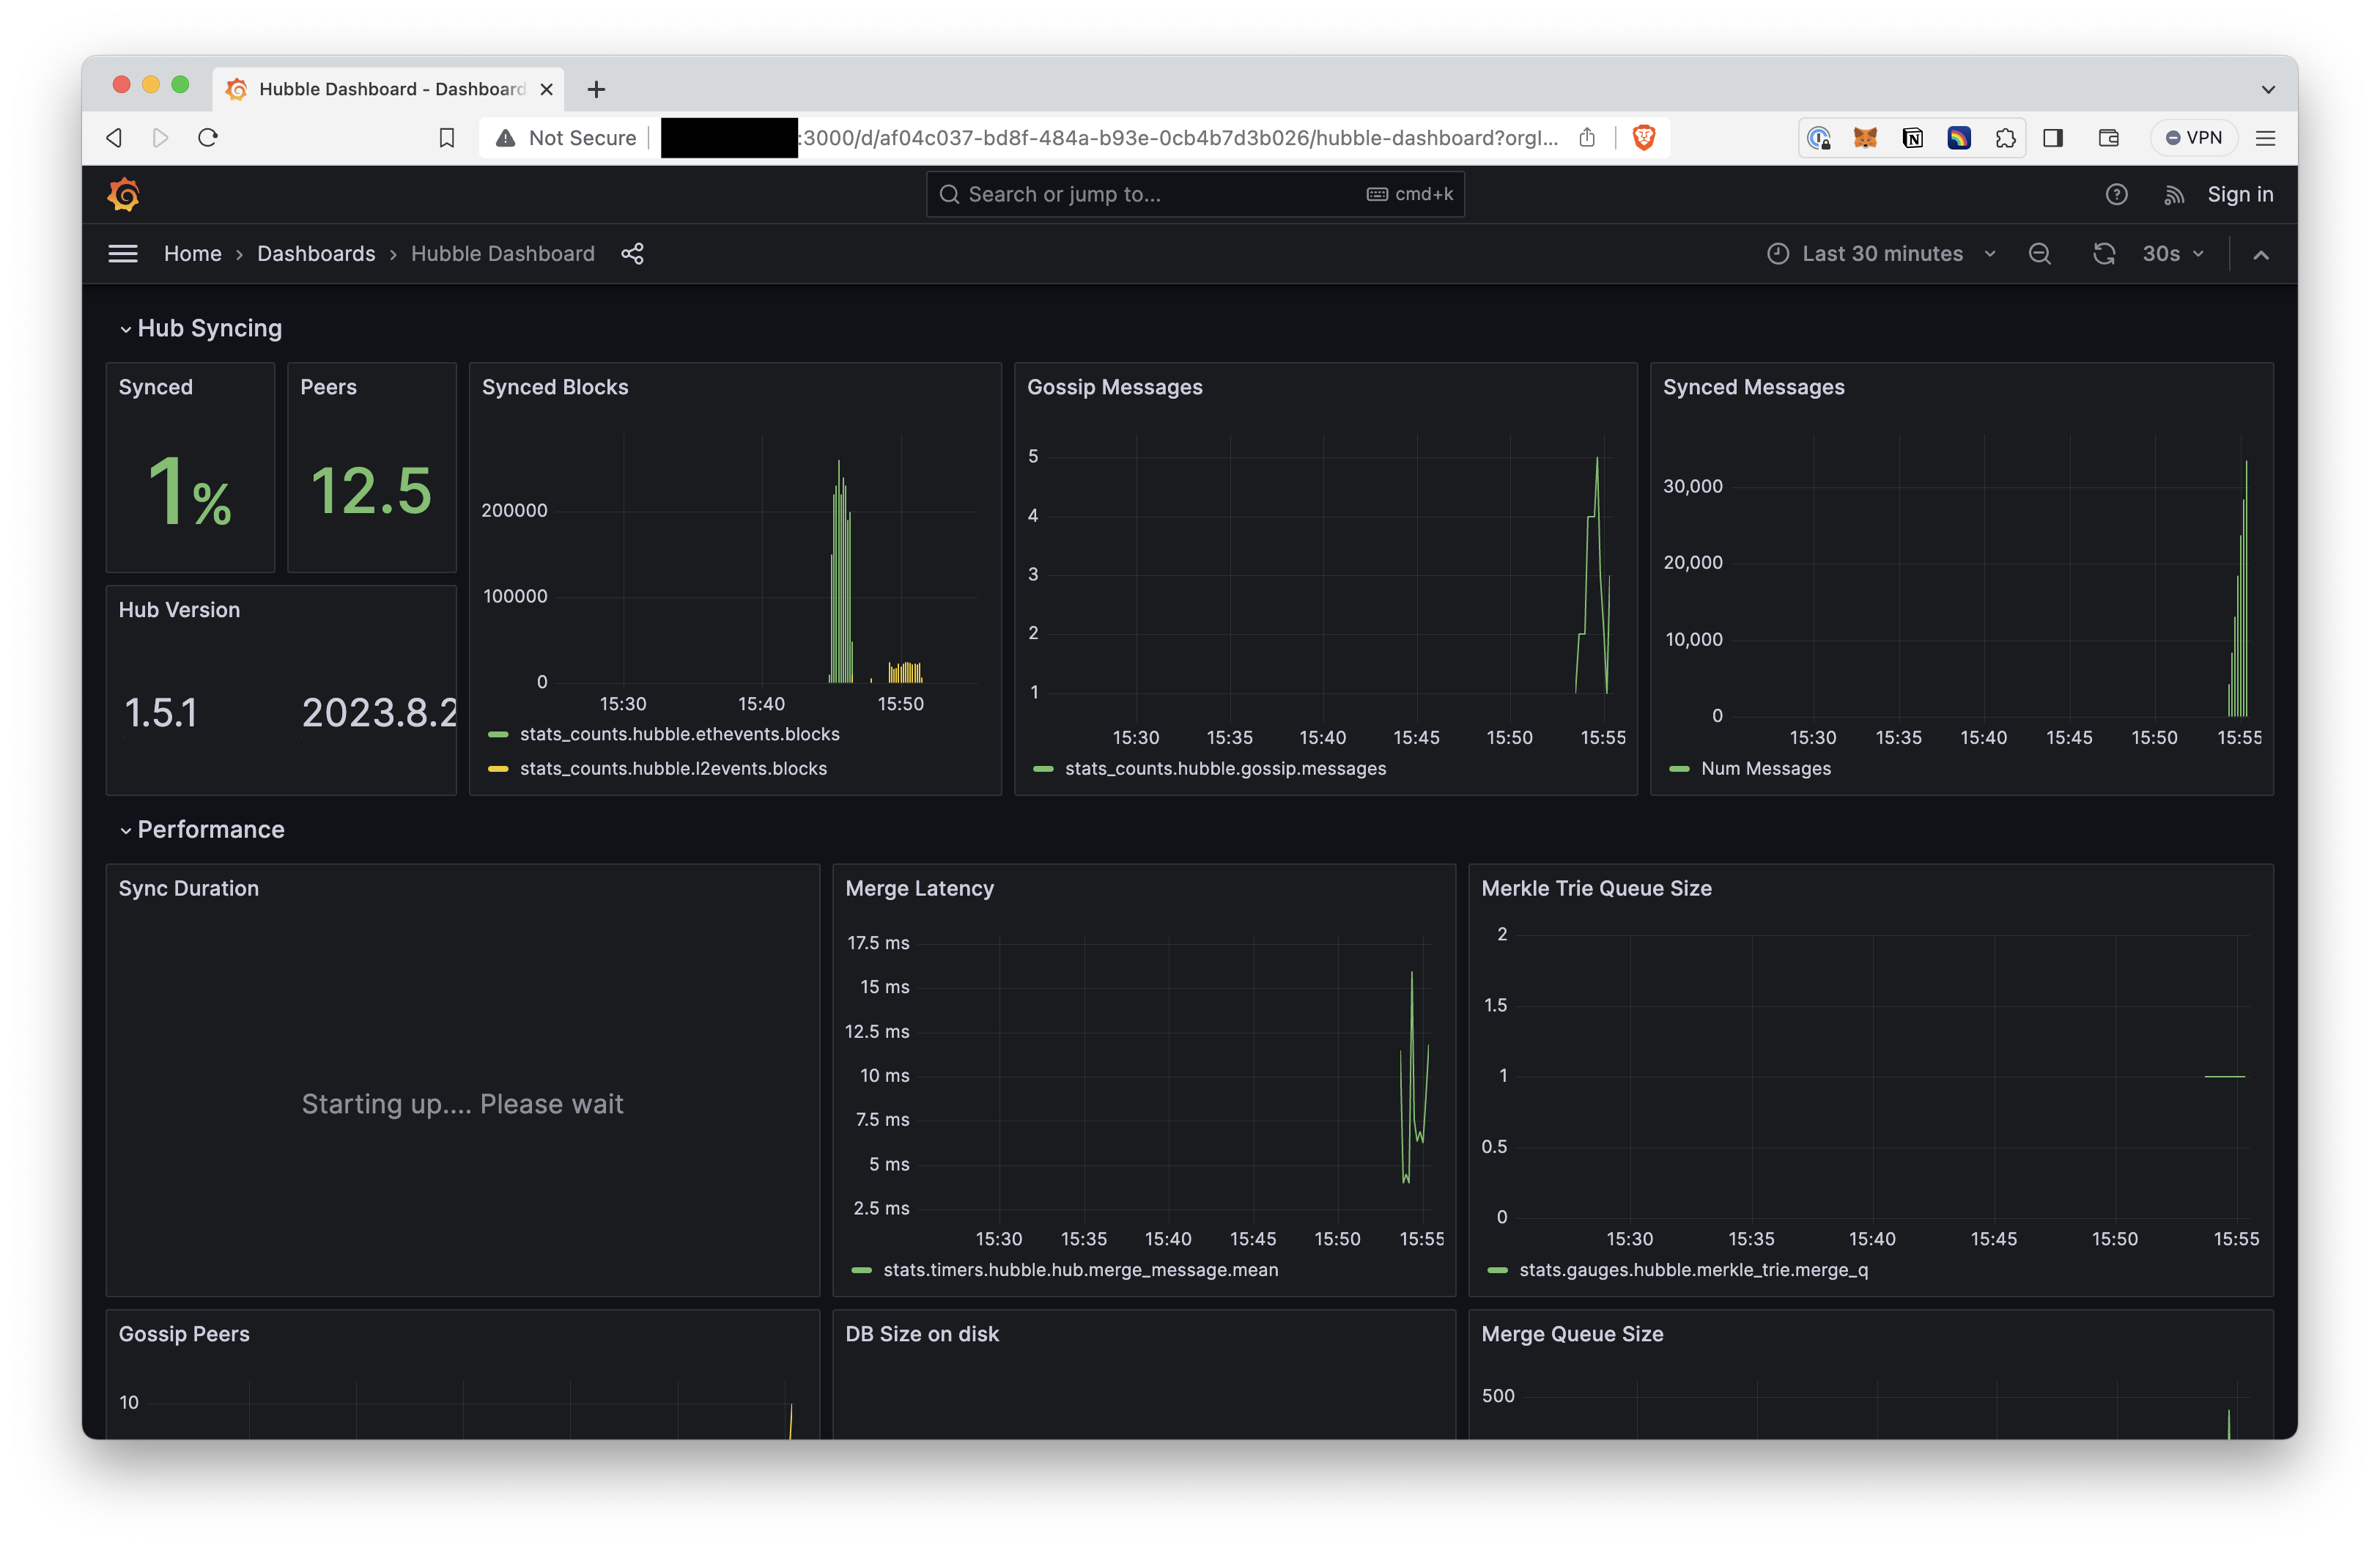 Hubble Dashboard - Dashboard
Not Secure
:3000/d/af04c037-bd8f-484a-b93e-0cb4b7d3b026/hubble-dashboard?orgI...
VPN
Search or jump to...
cmd+k
Sign in
Home › Dashboards › Hubble Dashboard
Last 30 minutes
30s
Hub Syncing
Synced
1%
Peers
12.5
Hub Version
1.5.1
2023.8.2
Synced Blocks
200000
100000
0
15:30 15:40 15:50
stats_counts.hubble.ethevents.blocks
stats_counts.hubble.l2events.blocks
Gossip Messages
5
4
3
2
1
15:30 15:35 15:40 15:45 15:50 15:55
stats_counts.hubble.gossip.messages
Synced Messages
30,000
20,000
10,000
0
15:30 15:35 15:40 15:45 15:50 15:55
Num Messages
Performance
Sync Duration
Starting up.... Please wait
Merge Latency
17.5 ms
15 ms
12.5 ms
10 ms
7.5 ms
5 ms
2.5 ms
15:30 15:35 15:40 15:45 15:50 15:55
stats.timers.hubble.hub.merge_message.mean
Merkle Trie Queue Size
2
1.5
1
0.5
0
15:30 15:35 15:40 15:45 15:50 15:55
stats.gauges.hubble.merkle_trie.merge_q
Gossip Peers
10
DB Size on disk
Merge Queue Size
500